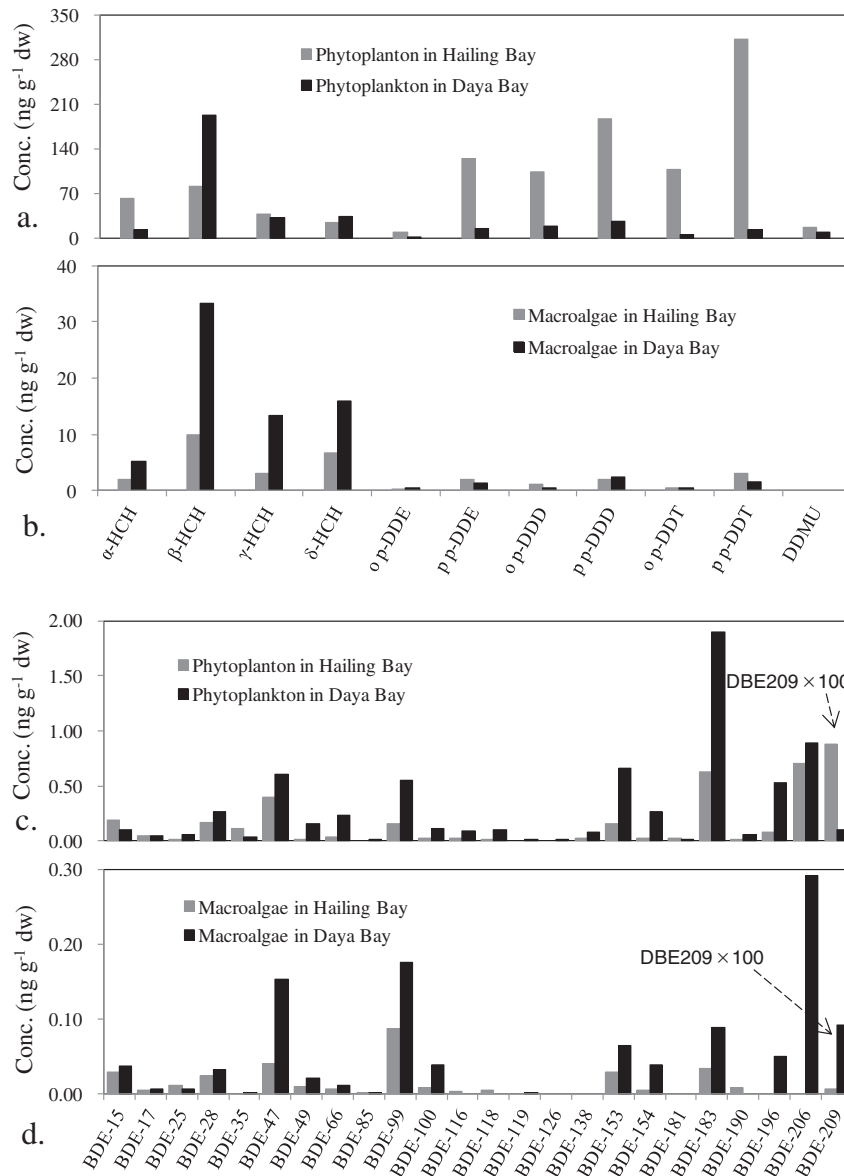 350
280
210
140
70
0
Conc. (ng g-1 dw)
Phytoplanton in Hailing Bay
Phytoplankton in Daya Bay
a.
40
30
20
10
0
Conc. (ng g-1 dw)
Macroalgae in Hailing Bay
Macroalgae in Daya Bay
b.
α-HCH
β-HCH
γ-HCH
δ-HCH
o p-DDE
p p-DDE
o p-DDD
p p-DDD
o p-DDT
p p-DDT
DDMU
2.00
1.50
1.00
0.50
0.00
Conc. (ng g-1 dw)
Phytoplanton in Hailing Bay
Phytoplankton in Daya Bay
DBE209×100
c.
0.30
0.20
0.10
0.00
Conc. (ng g-1 dw)
Macroalgae in Hailing Bay
Macroalgae in Daya Bay
DBE209×100
d.
BDE-15
BDE-17
BDE-25
BDE-28
BDE-35
BDE-47
BDE-49
BDE-66
BDE-85
BDE-99
BDE-100
BDE-116
BDE-118
BDE-119
BDE-126
BDE-138
BDE-153
BDE-154
BDE-181
BDE-183
BDE-190
BDE-196
BDE-206
BDE-209